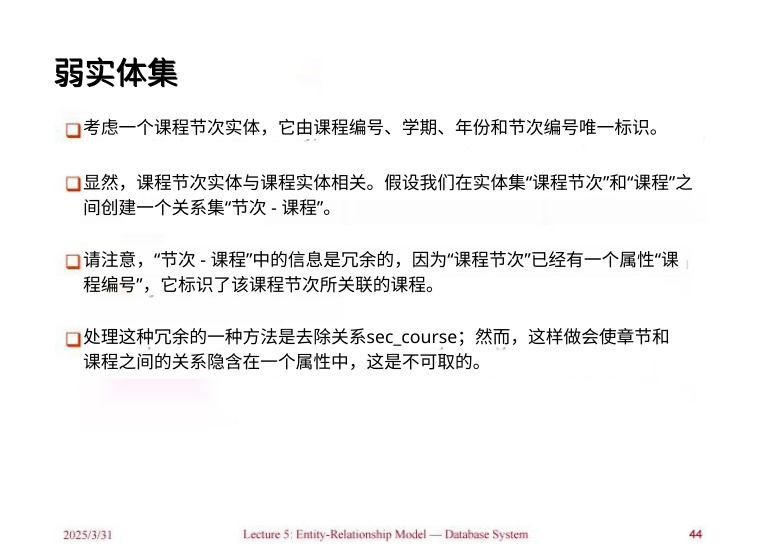 弱实体集
考虑一个课程节次实体，它由课程编号、学期、年份和节次编号唯一标识。
显然，课程节次实体与课程实体相关。假设我们在实体集“课程节次”和“课程”之
间创建一个关系集“节次 - 课程”。
请注意，“节次 - 课程”中的信息是冗余的，因为“课程节次”已经有一个属性“课
程编号”，它标识了该课程节次所关联的课程。
处理这种冗余的一种方法是去除关系sec_course；然而，这样做会使章节和
课程之间的关系隐含在一个属性中，这是不可取的。
2025/3/31
Lecture 5: Entity-Relationship Model — Database System
44